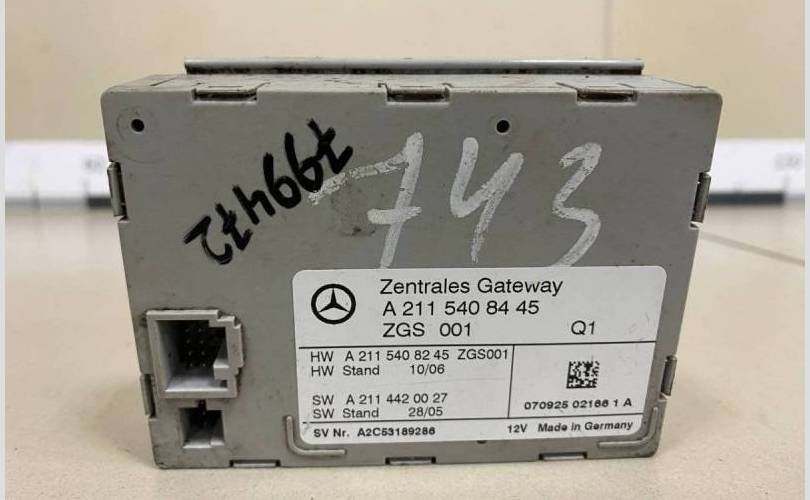 799472
743
Zentrales Gateway
A 211 540 84 45
ZGS 001 Q1
HW A 211 540 82 45 ZGS001
HW Stand 10/06
SW A 211 442 00 27
SW Stand 28/05
070925 02166 1 A
SV Nr. A2C53189286 12V Made in Germany